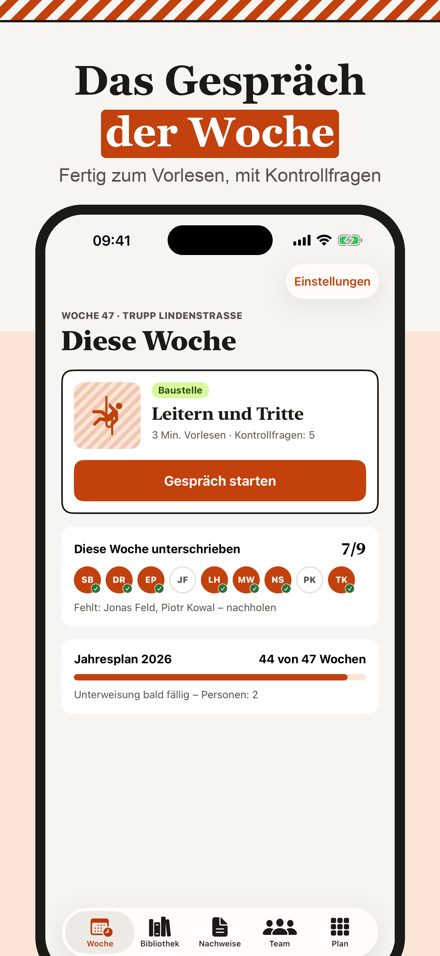 Das Gespräch
der Woche
Fertig zum Vorlesen, mit Kontrollfragen
09:41
Einstellungen
WOCHE 47 · TRUPP LINDENSTRASSE
Diese Woche
Baustelle
Leitern und Tritte
3 Min. Vorlesen · Kontrollfragen: 5
Gespräch starten
Diese Woche unterschrieben 7/9
SB DR EP JF LH MW NS PK TK
Fehlt: Jonas Feld, Piotr Kowal – nachholen
Jahresplan 2026 44 von 47 Wochen
Unterweisung bald fällig – Personen: 2
Woche Bibliothek Nachweise Team Plan